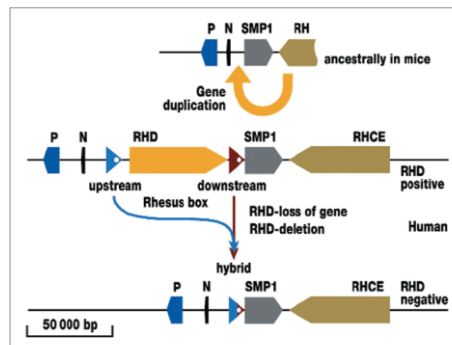 P N SMP1 RH
ancestrally in mice
Gene
duplication
P N RHD SMP1 RHCE
upstream downstream RHD
positive
Rhesus box RHD-loss of gene
RHD-deletion Human
hybrid
P N SMP1 RHCE RHD
negative
50 000 bp